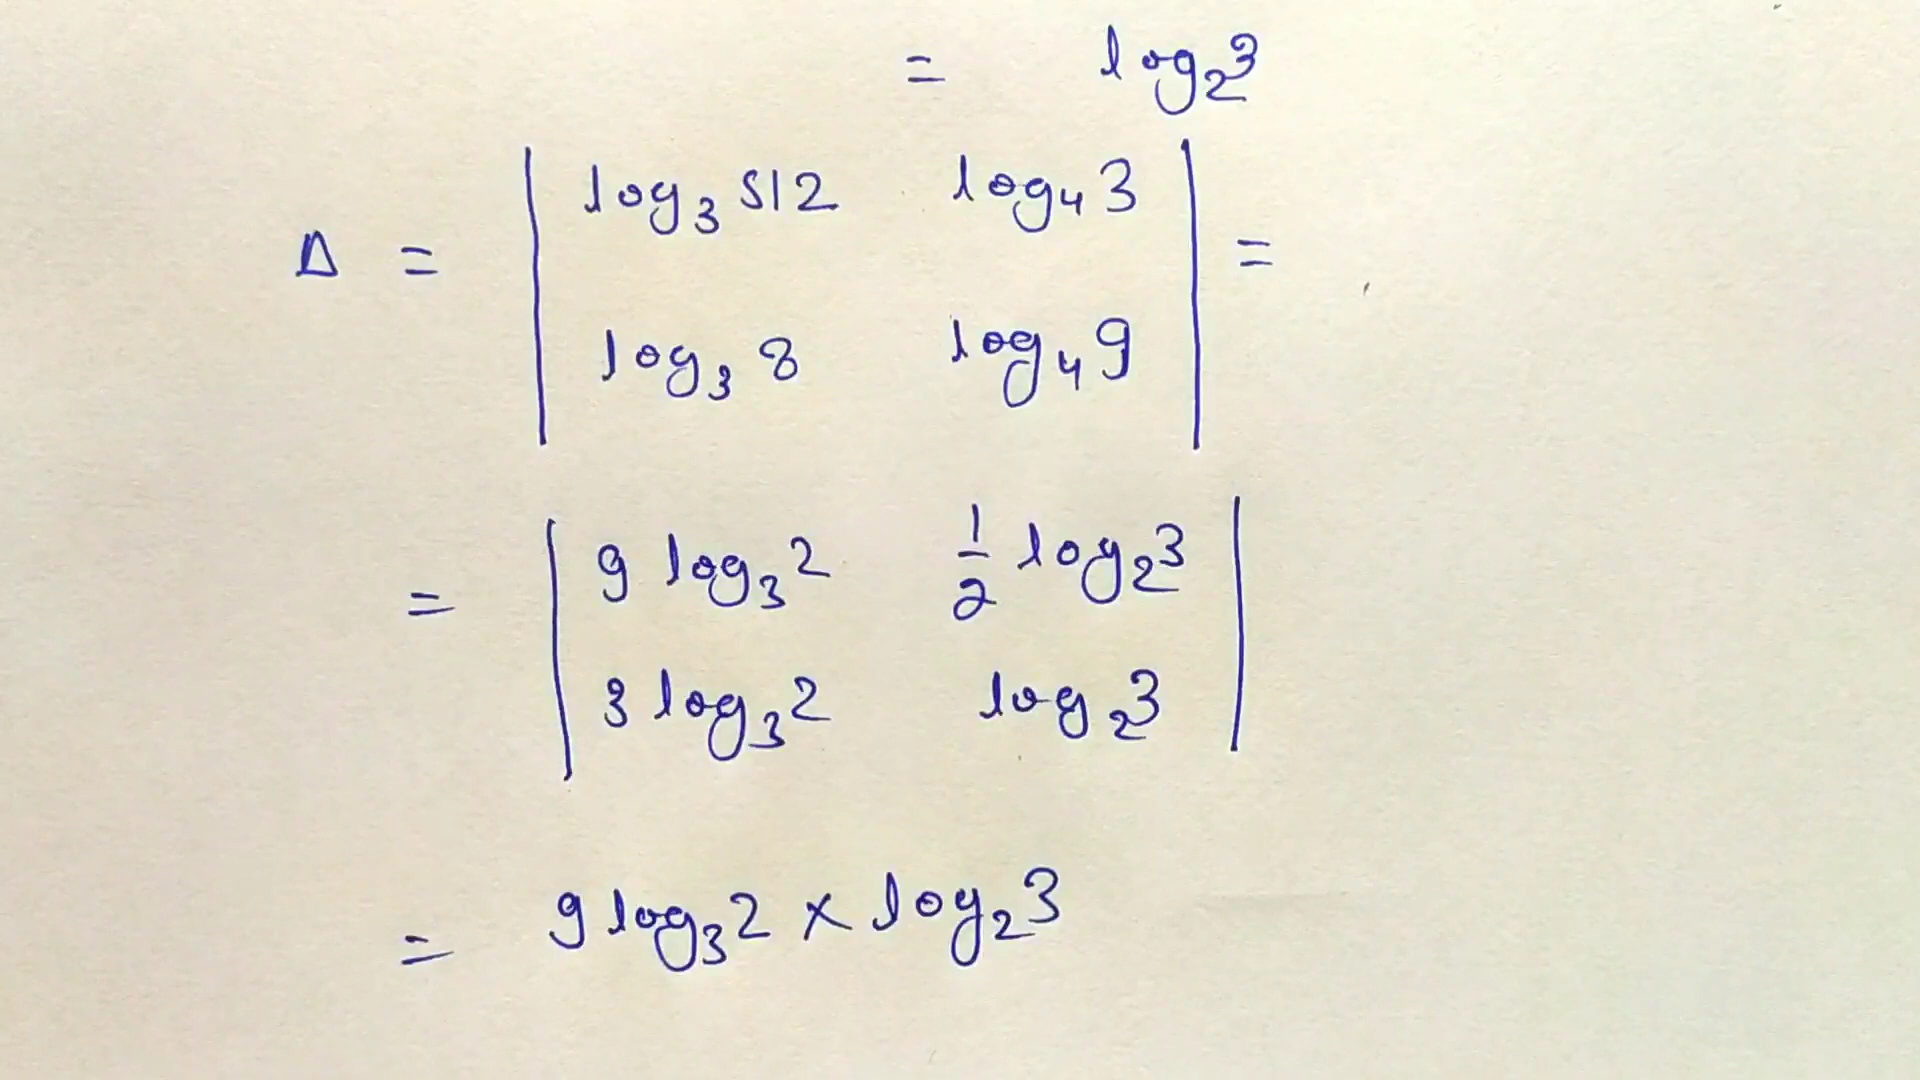 = log₂3
Δ = | log₃512 log₄3 | =
| log₃8 log₄9 |
= | 9 log₃2 1/2 log₂3 |
| 3 log₃2 log₂3 |
= 9 log₃2 × log₂3